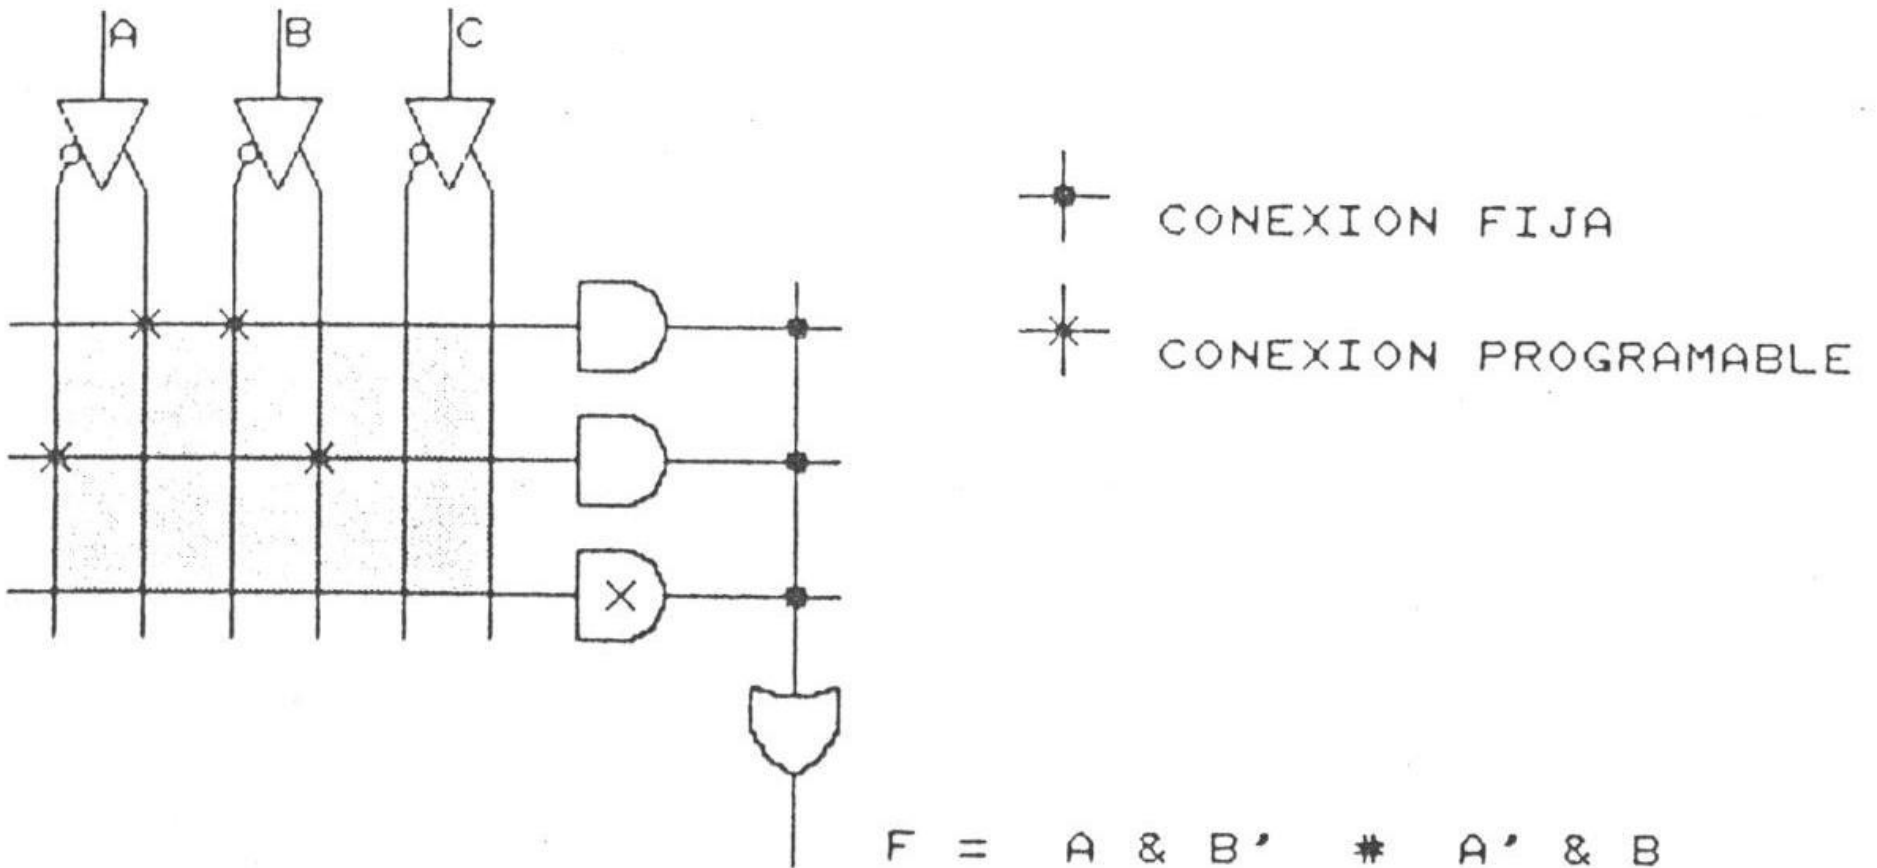 A B C
CONEXION FIJA
CONEXION PROGRAMABLE
F = A & B' # A' & B